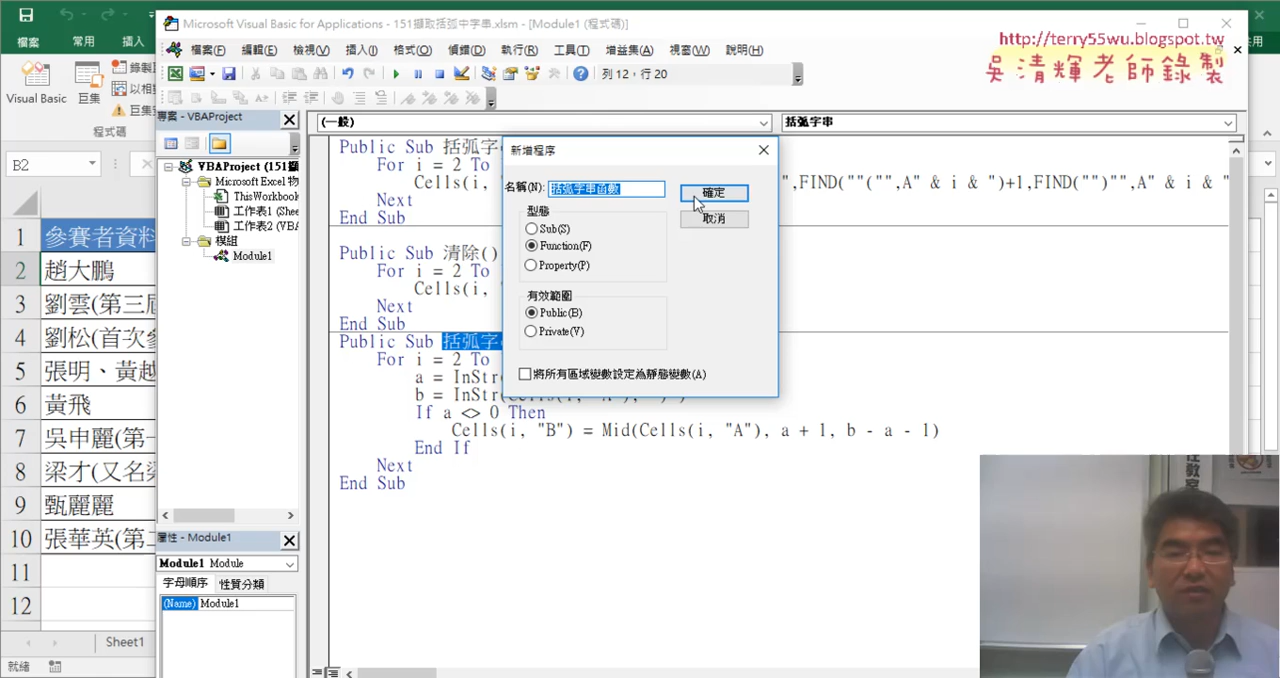 檔案
常用
插入
Visual Basic
巨集
錄製
以相
巨集
程式碼
B2
參賽者資料
1
2
3
4
5
6
7
8
9
10
11
12
趙大鵬
劉雲(第三屆
劉松(首次參
張明、黃越
黃飛
吳申麗(第一
梁才(又名梁
甄麗麗
張華英(第二
Sheet1
就緒
Microsoft Visual Basic for Applications - 151擷取括弧中字串.xlsm - [Module1 (程式碼)]
檔案(F) 編輯(E) 檢視(V) 插入(I) 格式(O) 偵錯(D) 執行(R) 工具(T) 增益集(A) 視窗(W) 說明(H)
列 12，行 20
http://terry55wu.blogspot.tw
吳清輝老師錄製
專案 - VBAProject
VBAProject (151擷
Microsoft Excel 物
ThisWorkbook
工作表1 (Shee
工作表2 (VBA
模組
Module1
屬性 - Module1
Module1 Module
字母順序 性質分類
(Name) Module1
(一般)
括弧字串
Public Sub 括弧字
For i = 2 To
Cells(i, ",FIND(""(",A" & i & ")+1,FIND("")"",A" & i & "
Next
End Sub
Public Sub 清除()
For i = 2 To
Cells(i,
Next
End Sub
Public Sub 括弧字
For i = 2 To
a = InStr
b = InStr(Cells(i, "A"), ")")
If a <> 0 Then
Cells(i, "B") = Mid(Cells(i, "A"), a + 1, b - a - 1)
End If
Next
End Sub
新增程序
名稱(N): 括弧字串函數
確定
取消
型態
Sub(S)
Function(F)
Property(P)
有效範圍
Public(B)
Private(V)
將所有區域變數設定為靜態變數(A)